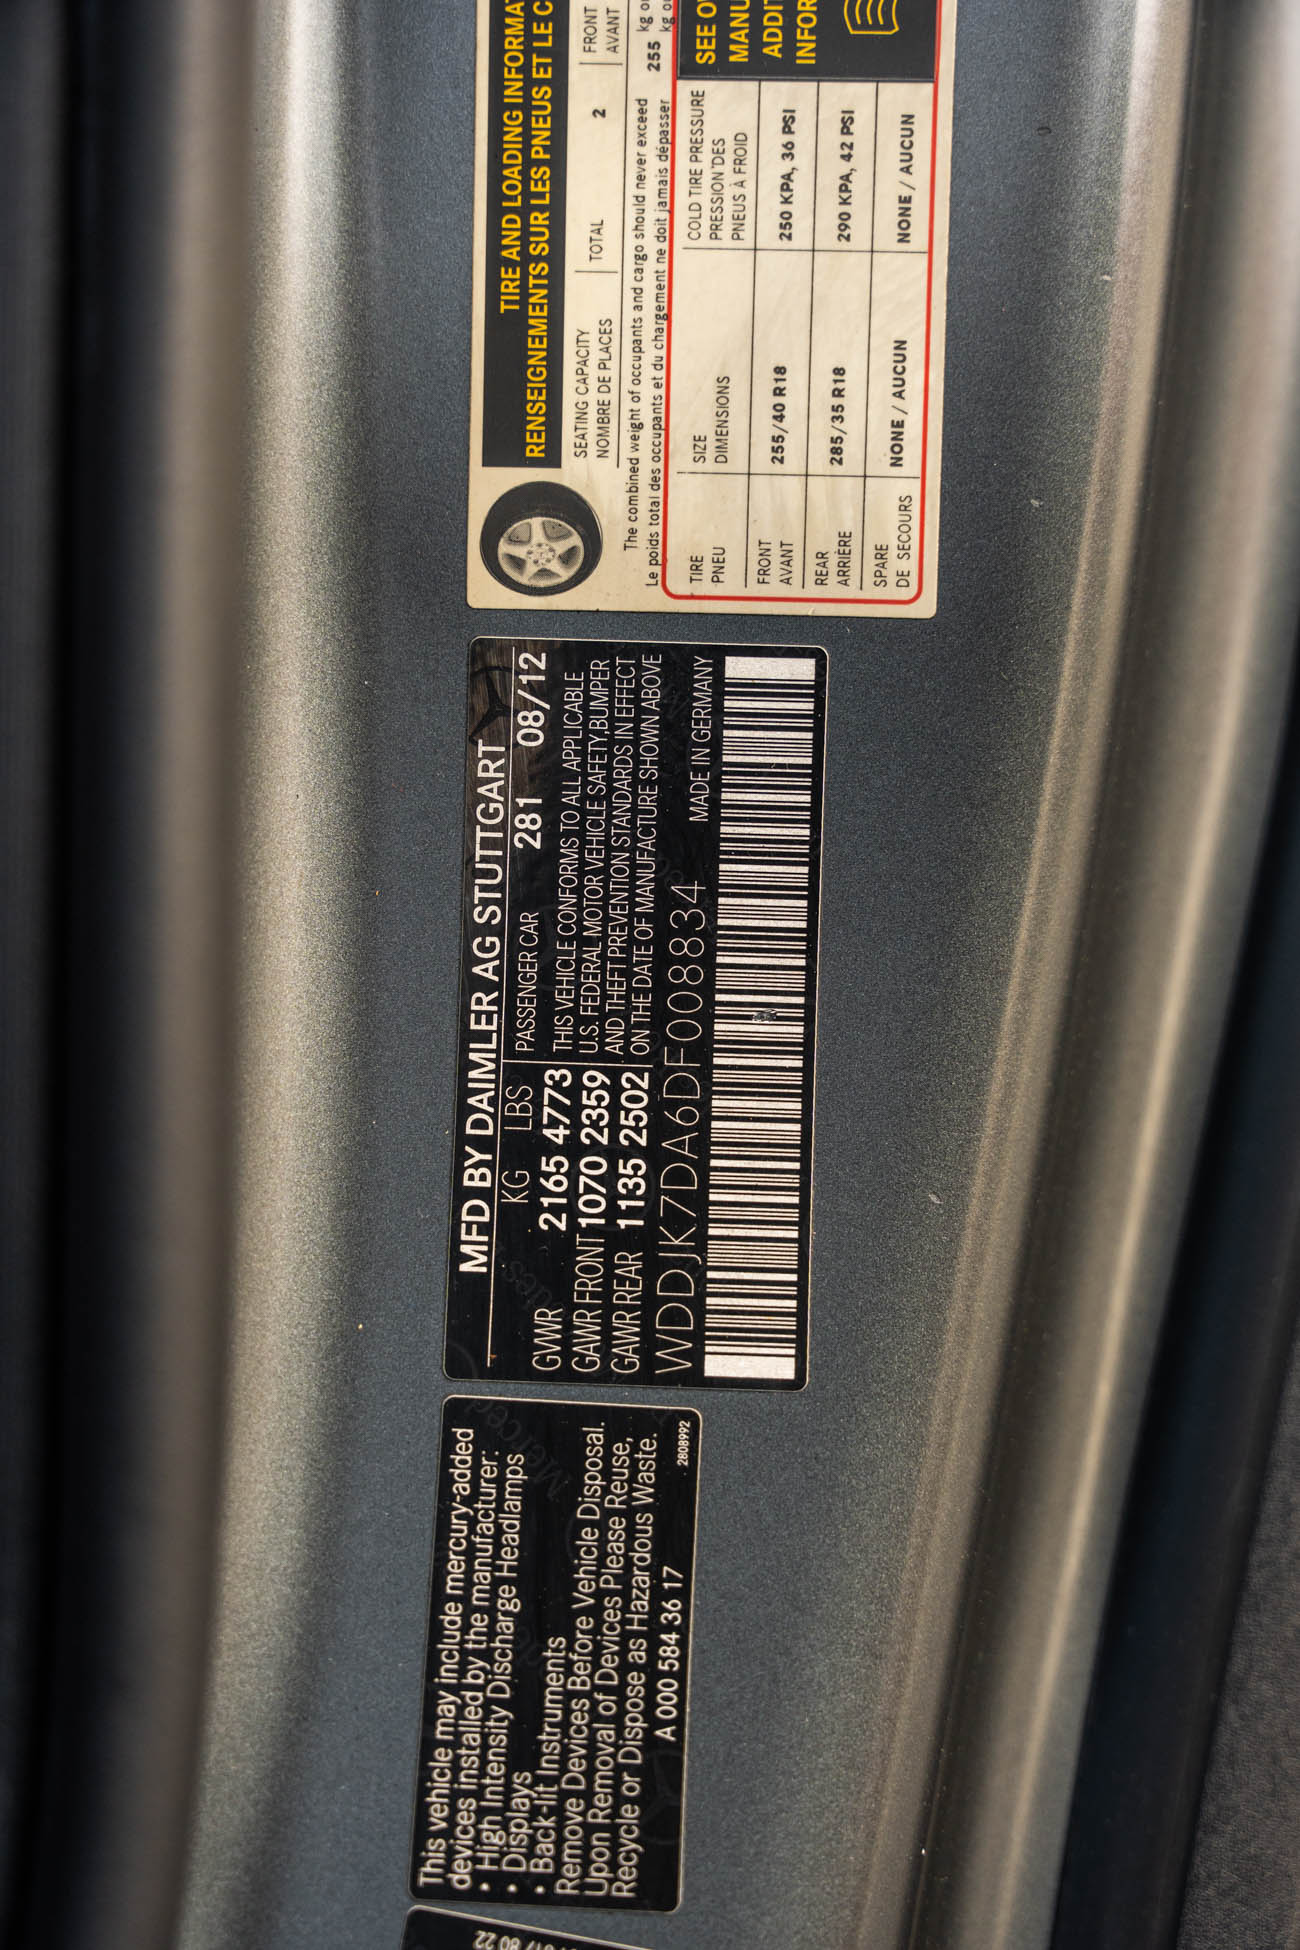 TIRE AND LOADING
RENSEIGNEMENTS SUR LES PNEUS ET LE
SEATING CAPACITY
NOMBRE DE PLACES
TOTAL 2
FRONT
AVANT
The combined weight of occupants and cargo should never exceed 255 kg
Le poids total des occupants et du chargement ne doit jamais dépasser 255 kg
TIRE
PNEU
SIZE
DIMENSIONS
COLD TIRE PRESSURE
PRESSION DES
PNEUS À FROID
SEE
FRONT
AVANT
255/40 R18
250 KPA, 36 PSI
REAR
ARRIÈRE
285/35 R18
290 KPA, 42 PSI
SPARE
DE SECOURS
NONE / AUCUN
NONE / AUCUN
MFD BY DAIMLER AG STUTTGART
KG LBS
GVWR 2165 4773
GAWR FRONT 1070 2359
GAWR REAR 1135 2502
PASSENGER CAR 281 08/12
THIS VEHICLE CONFORMS TO ALL APPLICABLE
U.S. FEDERAL MOTOR VEHICLE SAFETY,BUMPER
AND THEFT PREVENTION STANDARDS IN EFFECT
ON THE DATE OF MANUFACTURE SHOWN ABOVE
WDDJK7DA6DF008834 MADE IN GERMANY
This vehicle may include mercury-added
devices installed by the manufacturer:
• High Intensity Discharge Headlamps
• Displays
• Back-lit Instruments
Remove Devices Before Vehicle Disposal.
Upon Removal of Devices Please Reuse,
Recycle or Dispose as Hazardous Waste.
A 000 584 36 17 2808992
80 22